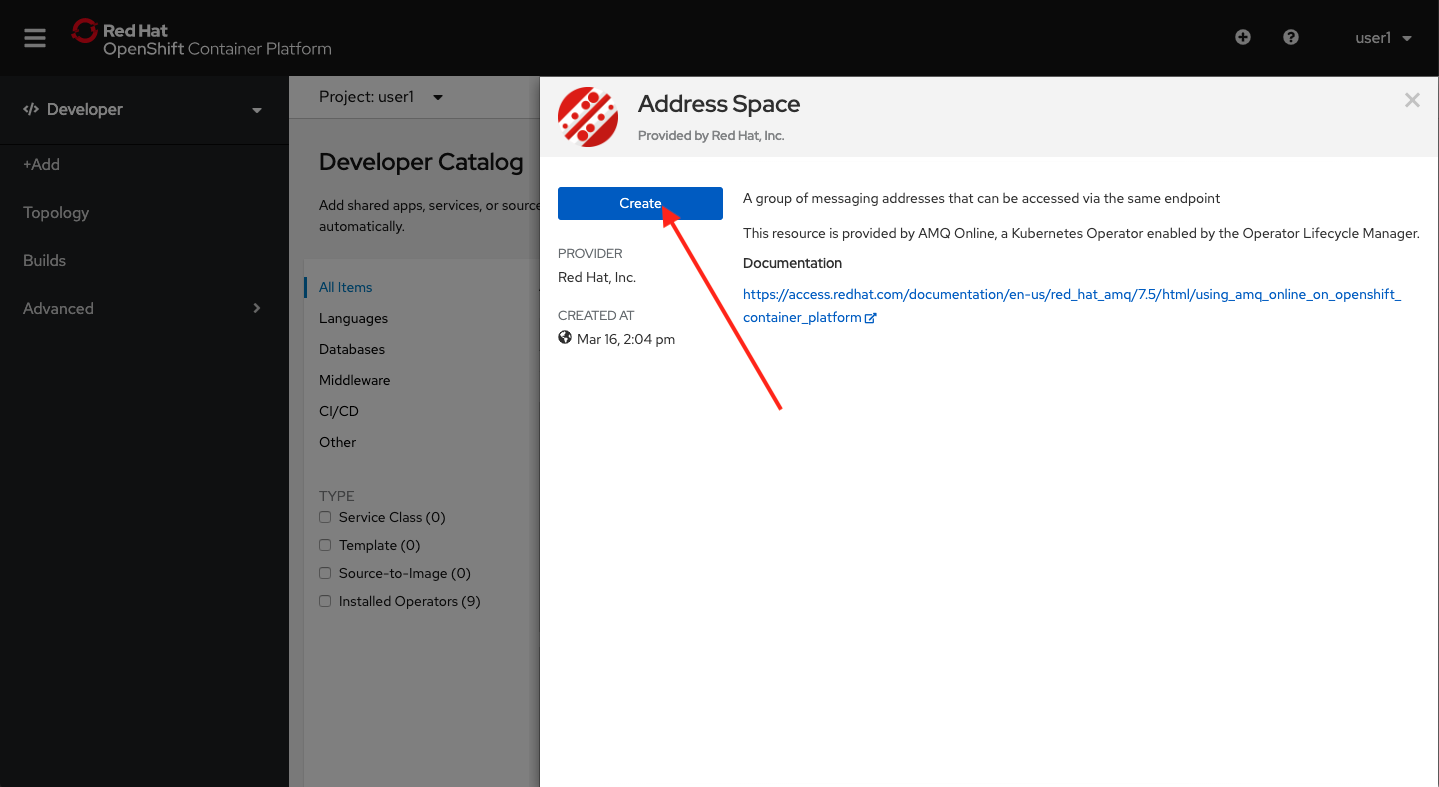 Red Hat
OpenShift Container Platform
user1
Developer
+Add
Topology
Builds
Advanced
Project: user1
Developer Catalog
Add shared apps, services, or source
automatically.
All Items
Languages
Databases
Middleware
CI/CD
Other
TYPE
Service Class (0)
Template (0)
Source-to-Image (0)
Installed Operators (9)
Address Space
Provided by Red Hat, Inc.
Create
PROVIDER
Red Hat, Inc.
CREATED AT
Mar 16, 2:04 pm
A group of messaging addresses that can be accessed via the same endpoint
This resource is provided by AMQ Online, a Kubernetes Operator enabled by the Operator Lifecycle Manager.
Documentation
https://access.redhat.com/documentation/en-us/red_hat_amq/7.5/html/using_amq_online_on_openshift_
container_platform